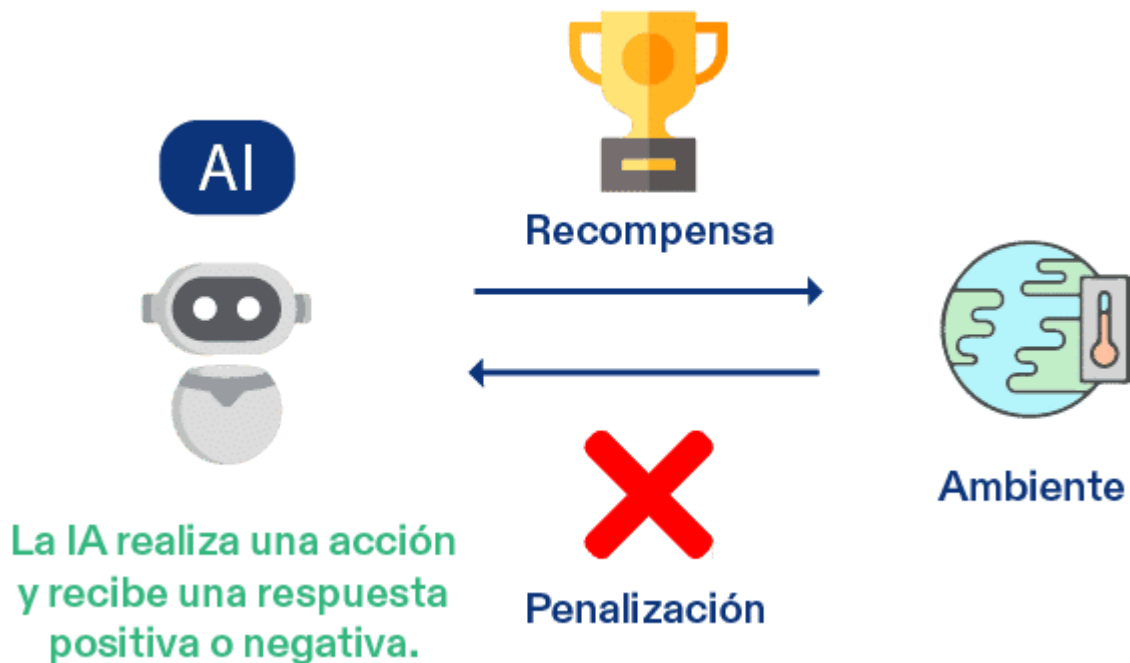 AI
Recompensa
Ambiente
La IA realiza una acción
y recibe una respuesta
positiva o negativa.
Penalización